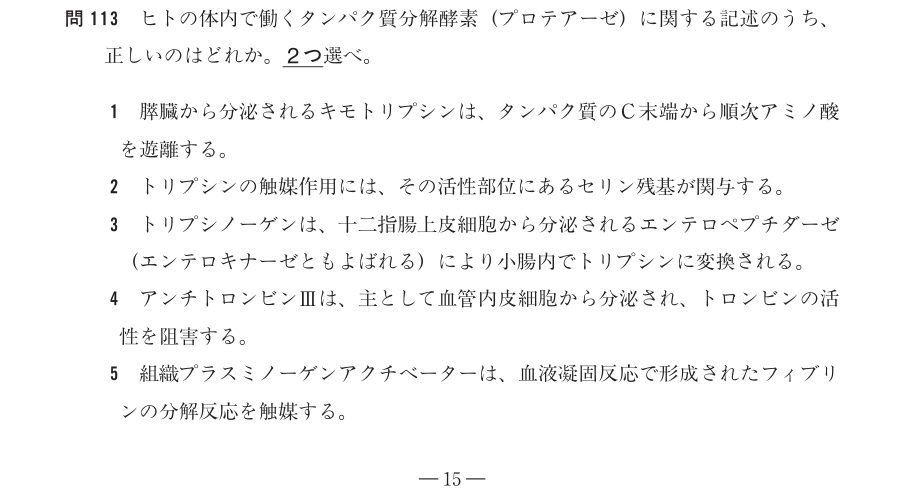 問 113　ヒトの体内で働くタンパク質分解酵素（プロテアーゼ）に関する記述のうち、
正しいのはどれか。２つ選べ。
1　膵臓から分泌されるキモトリプシンは、タンパク質のＣ末端から順次アミノ酸
を遊離する。
2　トリプシンの触媒作用には、その活性部位にあるセリン残基が関与する。
3　トリプシノーゲンは、十二指腸上皮細胞から分泌されるエンテロペプチダーゼ
（エンテロキナーゼともよばれる）により小腸内でトリプシンに変換される。
4　アンチトロンビンⅢは、主として血管内皮細胞から分泌され、トロンビンの活
性を阻害する。
5　組織プラスミノーゲンアクチベーターは、血液凝固反応で形成されたフィブリ
ンの分解反応を触媒する。
— 15 —